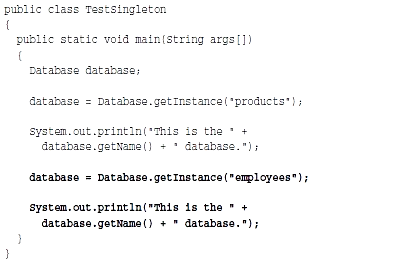 public class TestSingleton
{
  public static void main(String args[])
  {
    Database database;

    database = Database.getInstance("products");

    System.out.println("This is the " +
      database.getName() + " database.");

    database = Database.getInstance("employees");

    System.out.println("This is the " +
      database.getName() + " database.");
  }
}